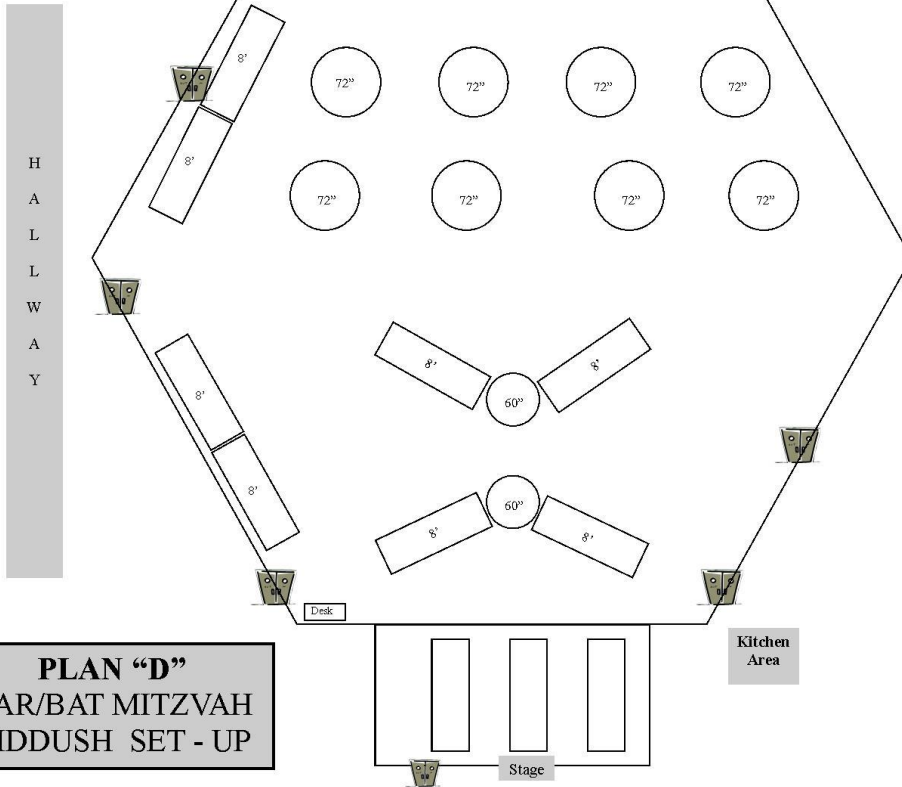 HALLWAY
8’
8’
72”
72”
72”
72”
72”
72”
72”
72”
8’
8’
8’
8’
60”
60”
8’
8’
Desk
Kitchen
Area
Stage
PLAN “D”
AR/BAT MITZVAH
IDDUSH SET - UP